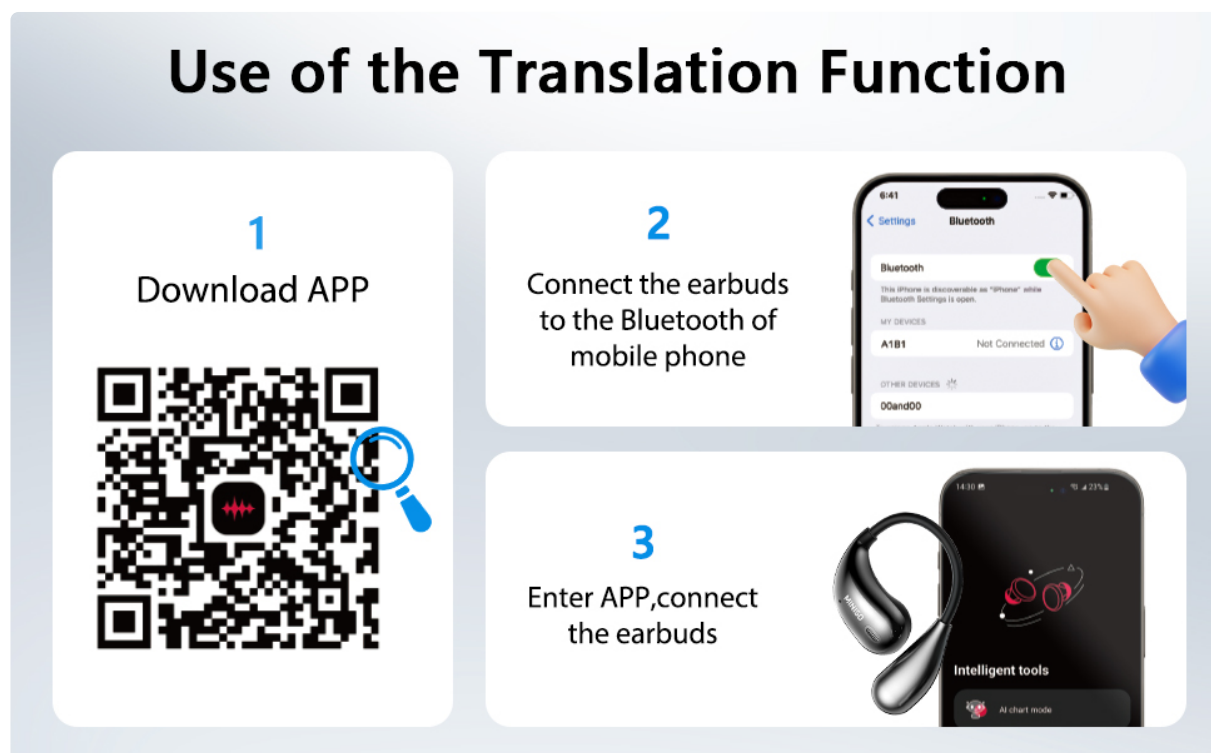 Use of the Translation Function
1
Download APP
2
Connect the earbuds
to the Bluetooth of
mobile phone
6:41
Settings
Bluetooth
Bluetooth
This iPhone is discoverable as "iPhone" while
Bluetooth Settings is open.
MY DEVICES
A1B1
Not Connected
OTHER DEVICES
00and00
3
Enter APP,connect
the earbuds
14:30
23%
MINISO
Intelligent tools
AI chart mode